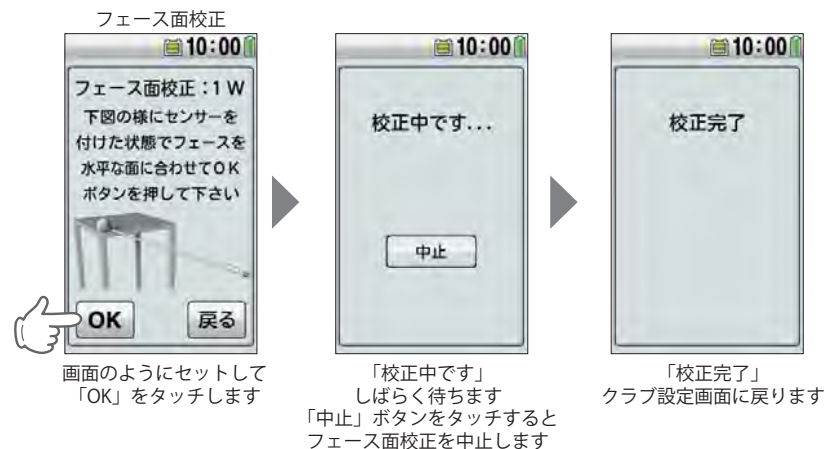 フェース面校正
10:00
フェース面校正：1 W
下図の様にセンサーを
付けた状態でフェースを
水平な面に合わせてOK
ボタンを押して下さい
OK
戻る
画面のようにセットして
「OK」をタッチします
10:00
校正中です...
中止
「校正中です」
しばらく待ちます
「中止」ボタンをタッチすると
フェース面校正を中止します
10:00
校正完了
「校正完了」
クラブ設定画面に戻ります